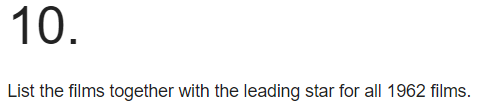 10.
List the films together with the leading star for all 1962 films.